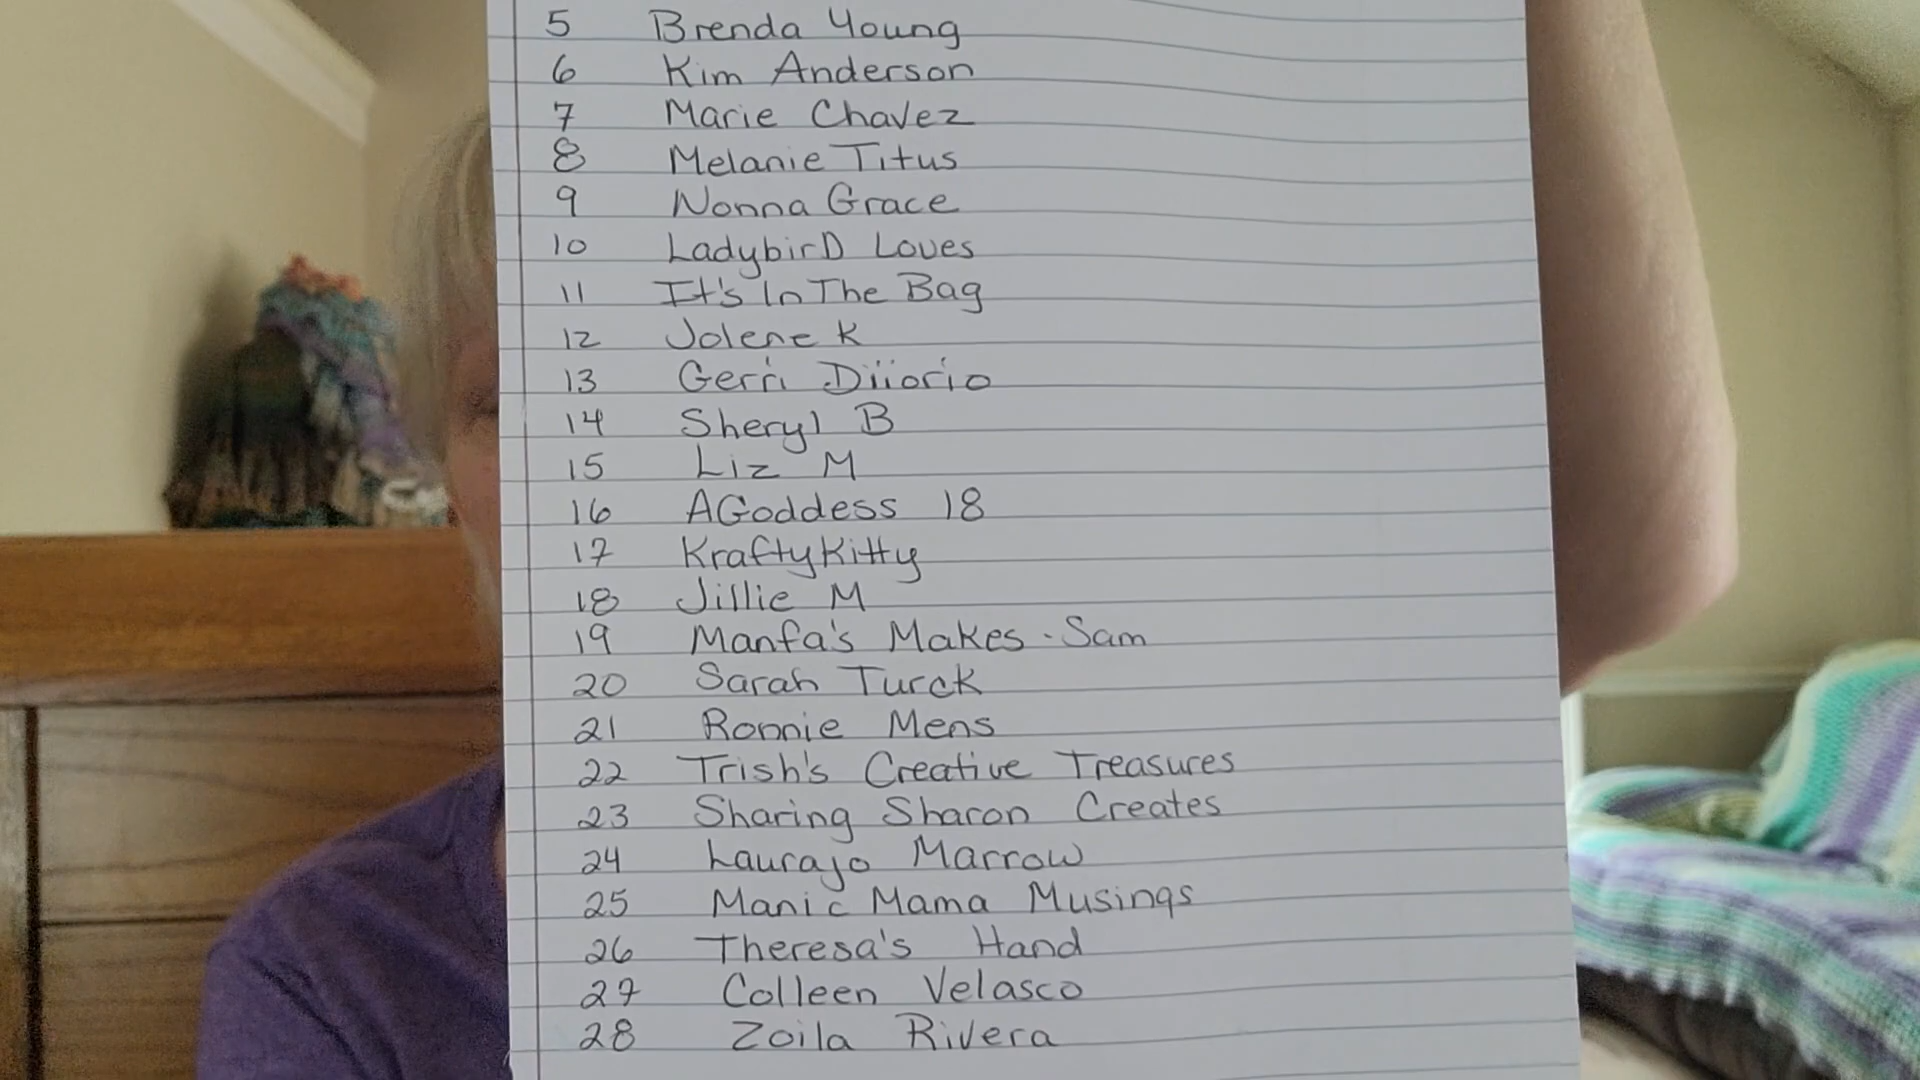 5 Brenda Young
6 Kim Anderson
7 Marie Chavez
8 Melanie Titus
9 Nonna Grace
10 LadybirD Loves
11 It's In The Bag
12 Jolene K
13 Gerri Diiorio
14 Sheryl B
15 Liz M
16 AGoddess 18
17 KraftyKitty
18 Jillie M
19 Manfa's Makes - Sam
20 Sarah Turck
21 Ronnie Mens
22 Trish's Creative Treasures
23 Sharing Sharon Creates
24 Laurajo Marrow
25 Manic Mama Musings
26 Theresa's Hand
27 Colleen Velasco
28 Zoila Rivera